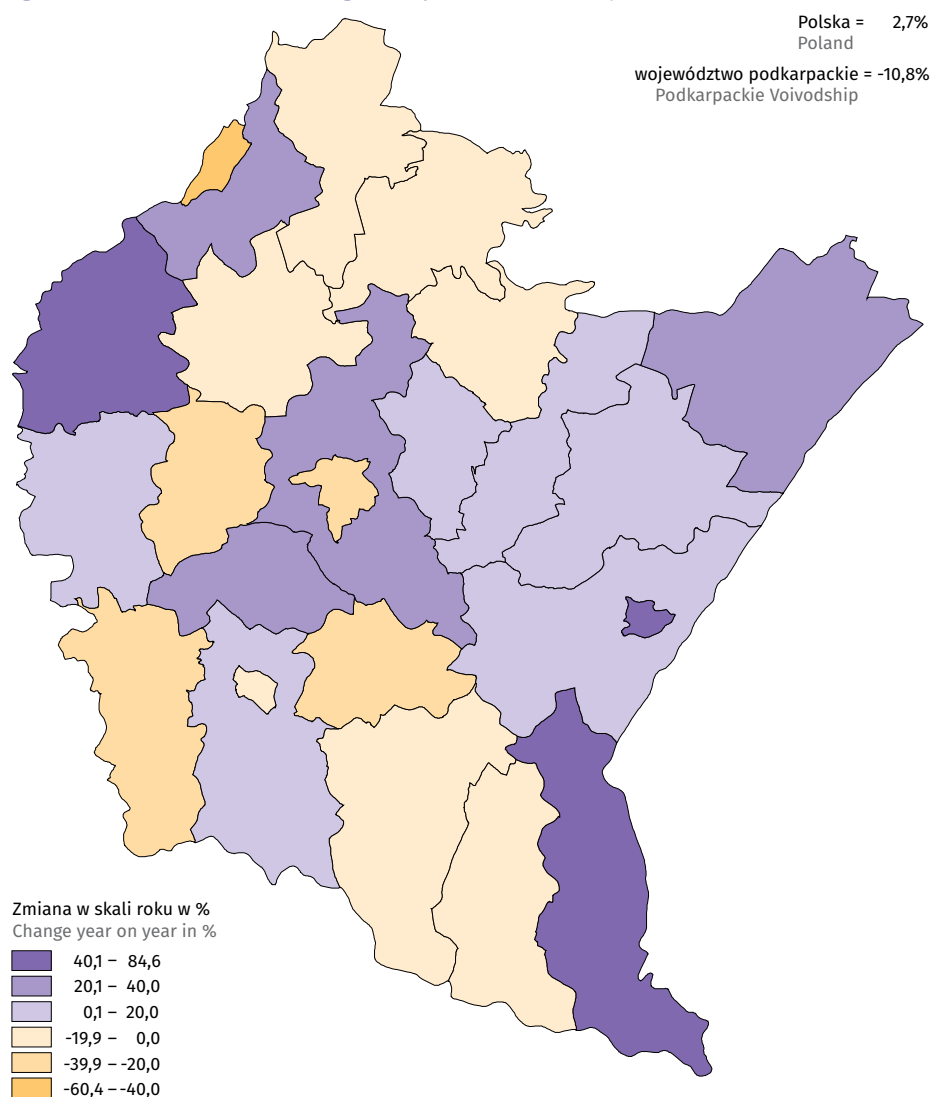 Polska = 2,7%
Poland
województwo podkarpackie = -10,8%
Podkarpackie Voivodship
Zmiana w skali roku w %
Change year on year in %
40,1 – 84,6
20,1 – 40,0
0,1 – 20,0
-19,9 – 0,0
-39,9 – -20,0
-60,4 – -40,0